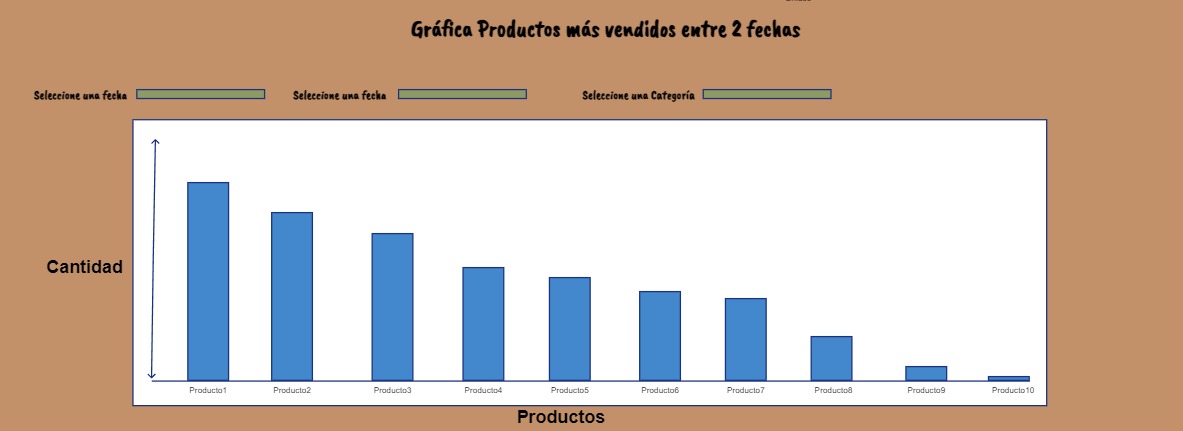 Gráfica Productos más vendidos entre 2 fechas
Seleccione una fecha Seleccione una fecha Seleccione una Categoría
Cantidad
Producto1 Producto2 Producto3 Producto4 Producto5 Producto6 Producto7 Producto8 Producto9 Producto10
Productos